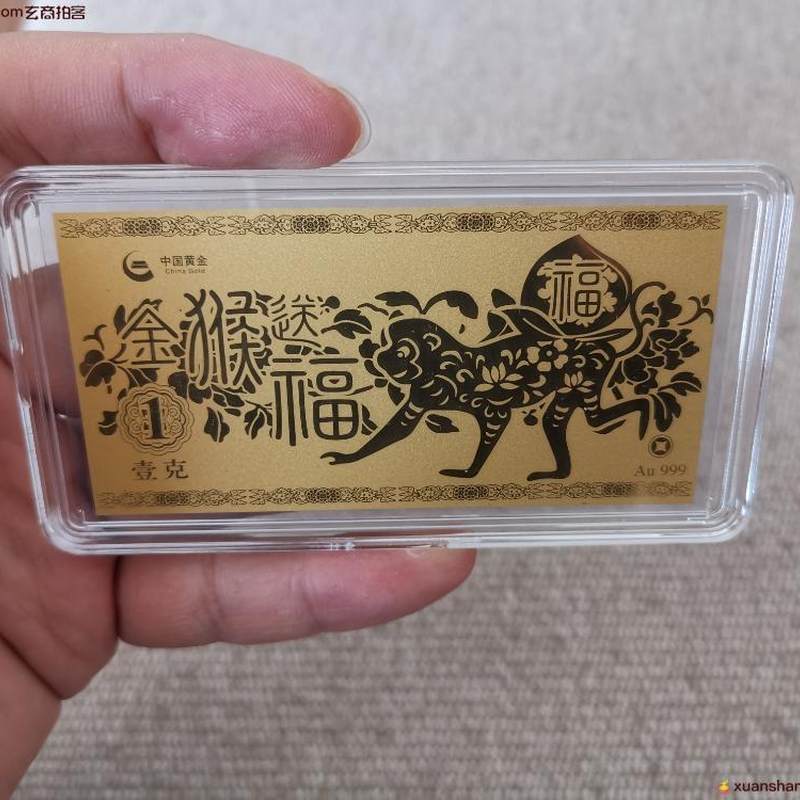 om玄商拍客
中国黄金
China Gold
金猴送福
福
1
壹克
Au 999
xuanshan